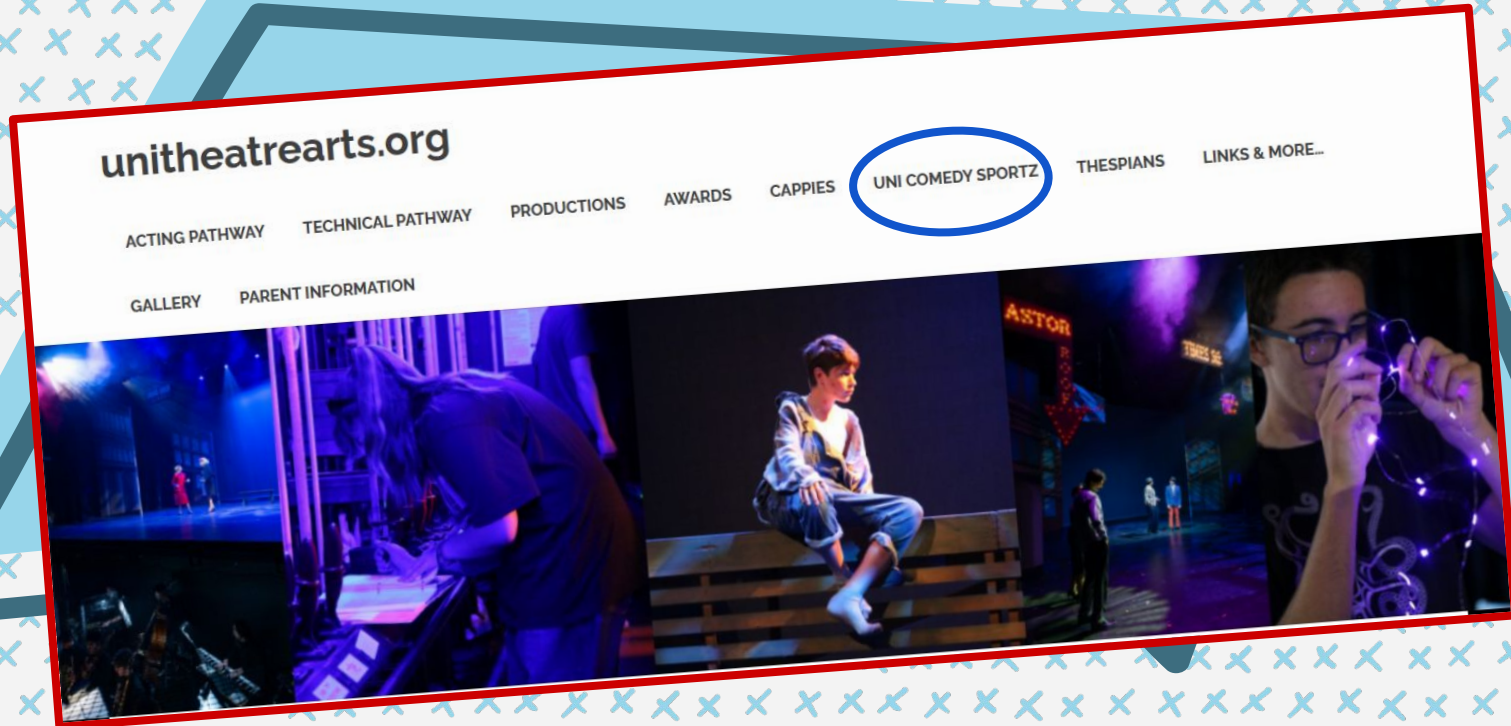 unitheatrearts.org
ACTING PATHWAY TECHNICAL PATHWAY PRODUCTIONS AWARDS CAPPIES UNI COMEDY SPORTZ THESPIANS LINKS & MORE...
GALLERY PARENT INFORMATION
ASTOR
ROOF